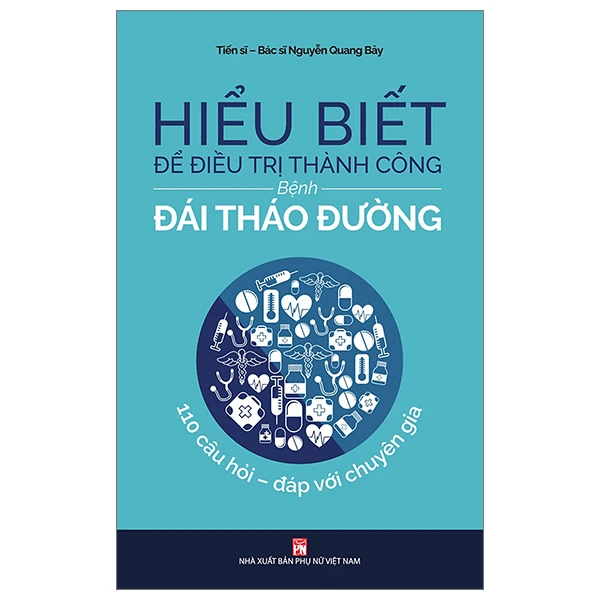 Tiến sĩ – Bác sĩ Nguyễn Quang Bảy
HIỂU BIẾT
ĐỂ ĐIỀU TRỊ THÀNH CÔNG
Bệnh
ĐÁI THÁO ĐƯỜNG
110 câu hỏi – đáp với chuyên gia
PN
NHÀ XUẤT BẢN PHỤ NỮ VIỆT NAM